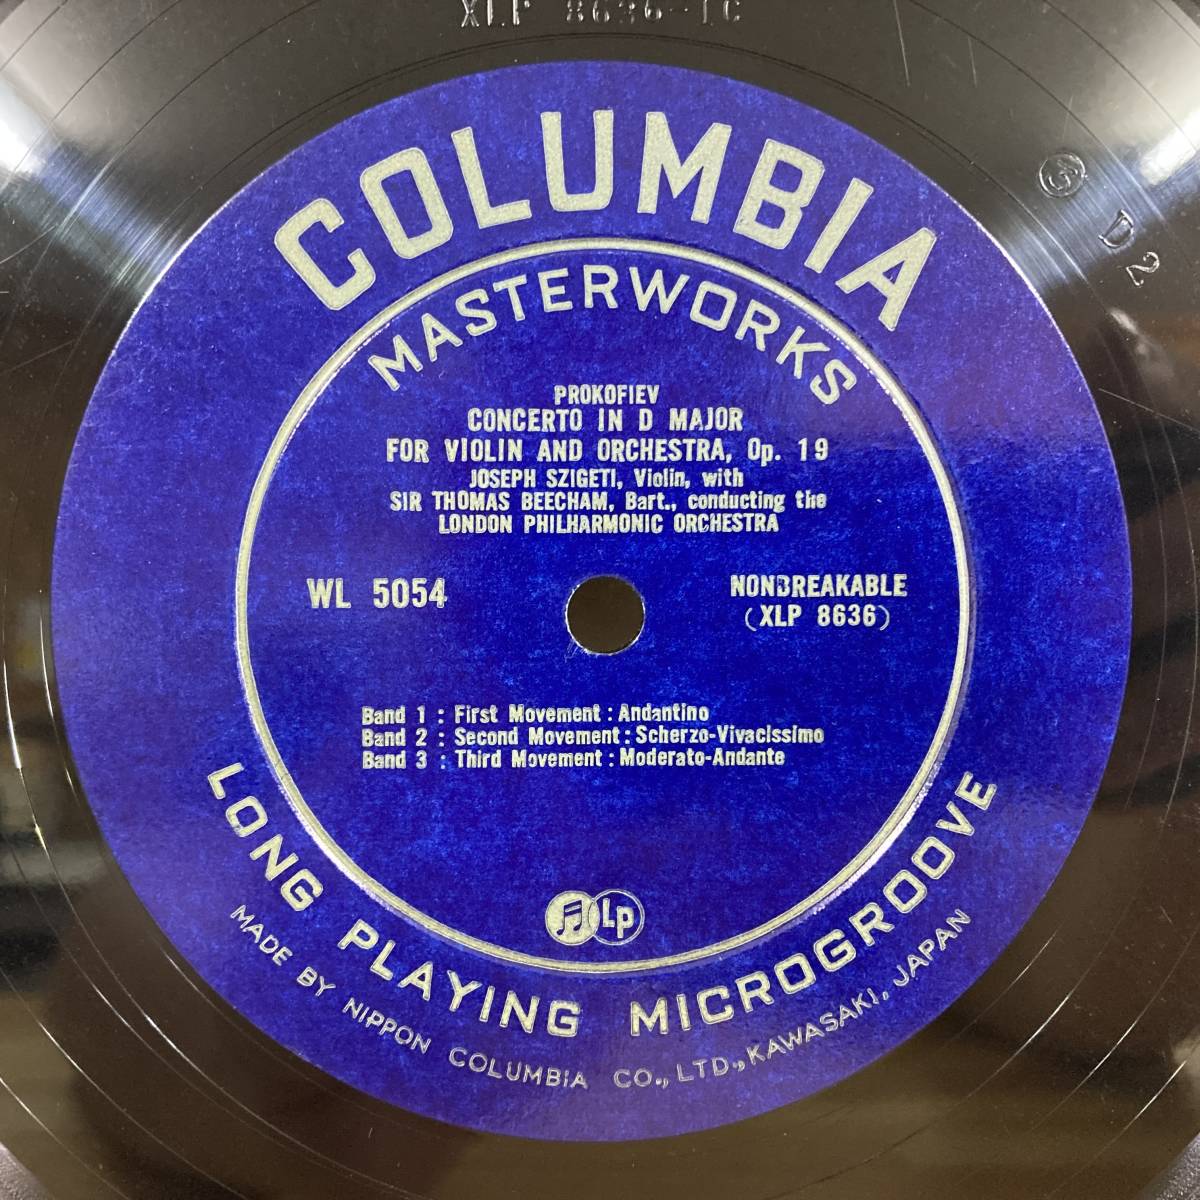 XLP 8636-1C
COLUMBIA
MASTERWORKS
PROKOFIEV
CONCERTO IN D MAJOR
FOR VIOLIN AND ORCHESTRA, Op. 19
JOSEPH SZIGETI, Violin, with
SIR THOMAS BEECHAM, Bart., conducting the
LONDON PHILHARMONIC ORCHESTRA
WL 5054
NONBREAKABLE
(XLP 8636)
Band 1 : First Movement : Andantino
Band 2 : Second Movement : Scherzo-Vivacissimo
Band 3 : Third Movement : Moderato-Andante
Lp
LONG PLAYING MICROGROOVE
MADE BY NIPPON COLUMBIA CO., LTD., KAWASAKI, JAPAN
D2